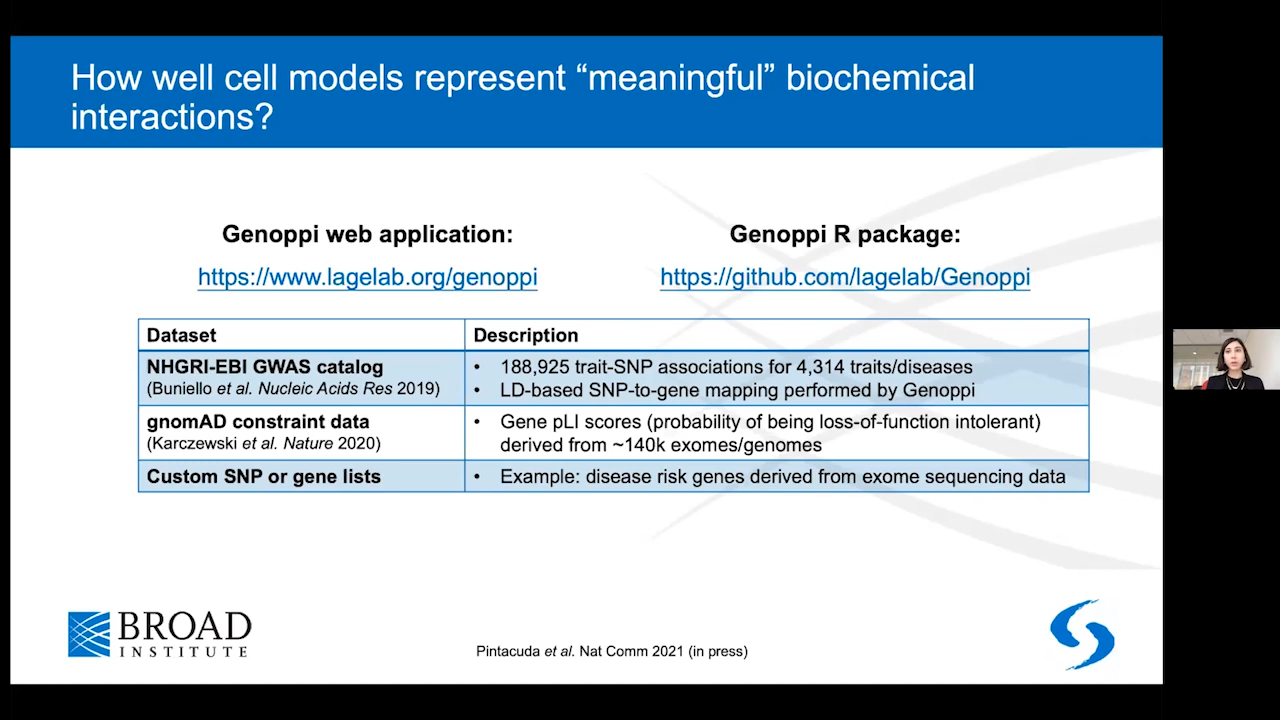 How well cell models represent “meaningful” biochemical
interactions?
Genoppi web application:
https://www.lagelab.org/genoppi
Genoppi R package:
https://github.com/lagelab/Genoppi
Dataset
Description
NHGRI-EBI GWAS catalog
(Buniello et al. Nucleic Acids Res 2019)
• 188,925 trait-SNP associations for 4,314 traits/diseases
• LD-based SNP-to-gene mapping performed by Genoppi
gnomAD constraint data
(Karczewski et al. Nature 2020)
• Gene pLI scores (probability of being loss-of-function intolerant)
derived from ~140k exomes/genomes
Custom SNP or gene lists
• Example: disease risk genes derived from exome sequencing data
BROAD
INSTITUTE
Pintacuda et al. Nat Comm 2021 (in press)